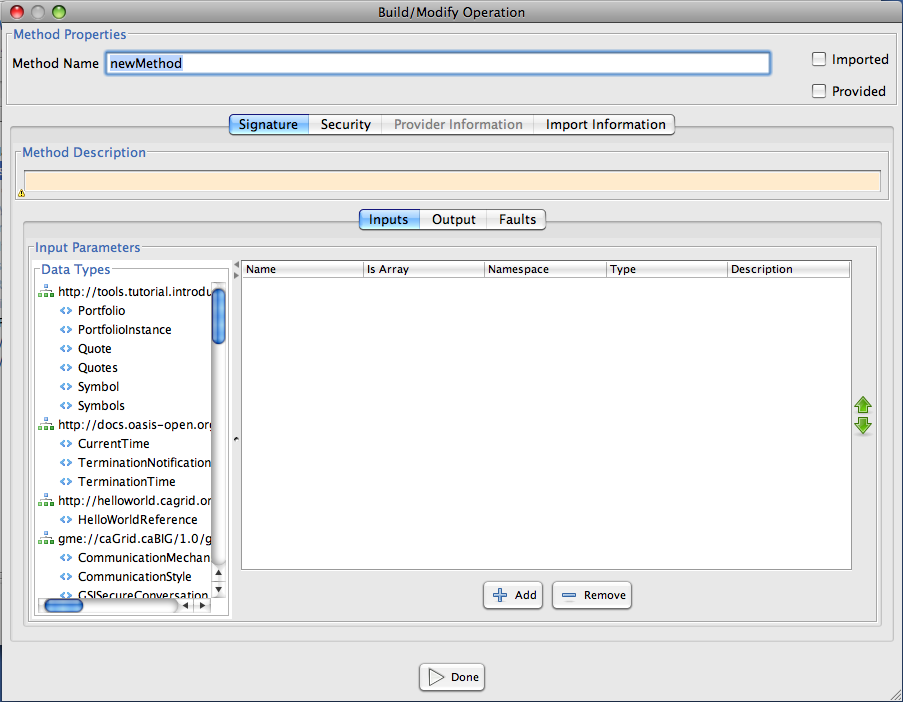 Build/Modify Operation
Method Properties
Method Name newMethod
Imported
Provided
Signature Security Provider Information Import Information
Method Description
Inputs Output Faults
Input Parameters
Data Types
Name Is Array Namespace Type Description
http://tools.tutorial.introdu
Portfolio
PortfolioInstance
Quote
Quotes
Symbol
Symbols
http://docs.oasis-open.org
CurrentTime
TerminationNotification
TerminationTime
http://helloworld.cagrid.or
HelloWorldReference
gme://caGrid.caBIG/1.0/g
CommunicationMechan
CommunicationStyle
GSISecureConversation
Add Remove
Done